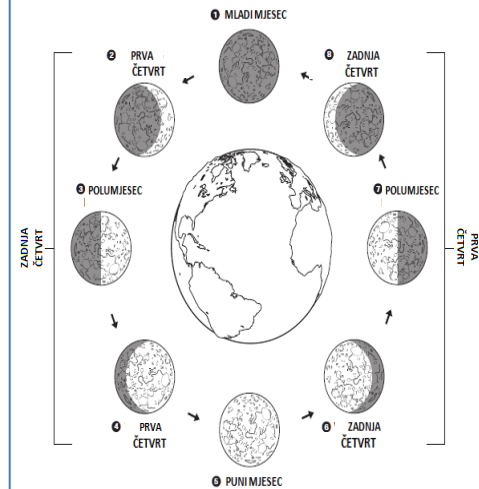 ❶ MLADI MJESEC
❷ PRVA
ČETVRT
❽ ZADNJA
ČETVRT
❸ POLUMJESEC
❼ POLUMJESEC
ZADNJA
ČETVRT
PRVA
ČETVRT
❹ PRVA
ČETVRT
❻ ZADNJA
ČETVRT
❺ PUNI MJESEC